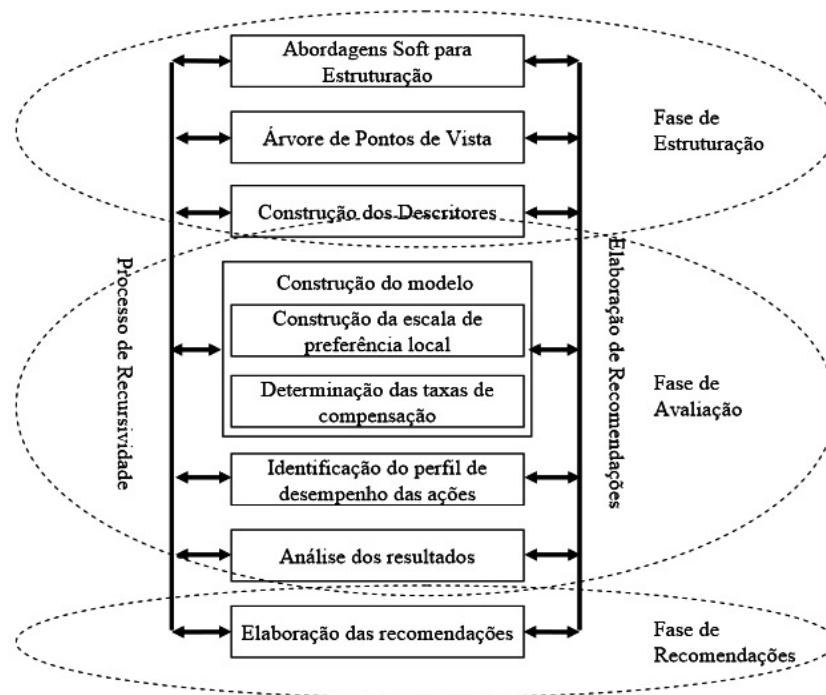 Abordagens Soft para
Estruturação
Fase de
Estruturação
Árvore de Pontos de Vista
Construção dos Descritores
Processo de Recursividade
Elaboração de Recomendações
Construção do modelo
Construção da escala de
preferência local
Determinação das taxas de
compensação
Fase de
Avaliação
Identificação do perfil de
desempenho das ações
Análise dos resultados
Elaboração das recomendações
Fase de
Recomendações